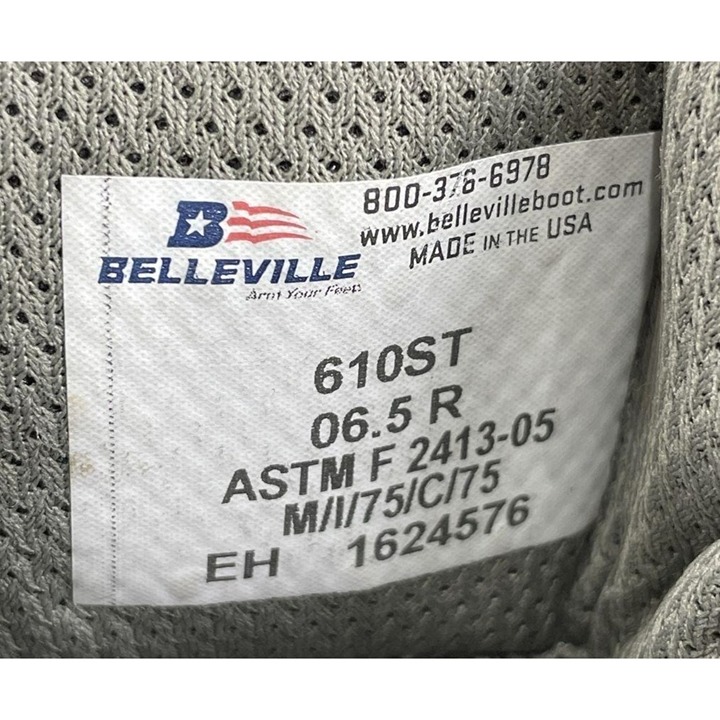 B
BELLEVILLE
Arm Your Feet
800-376-6978
www.bellevilleboot.com
MADE IN THE USA
610ST
06.5 R
ASTM F 2413-05
M/I/75/C/75
EH 1624576